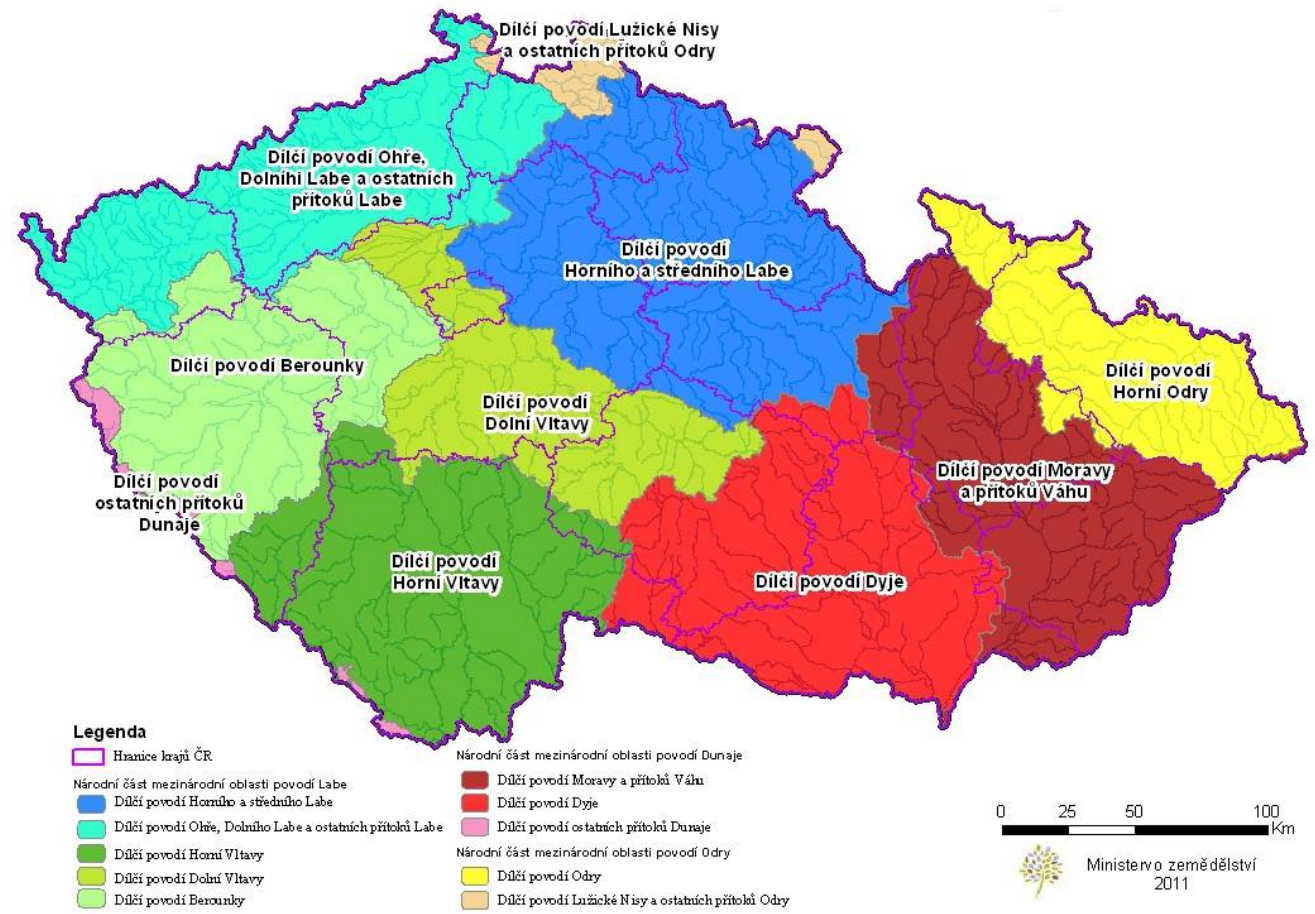 Dílčí povodí Lužické Nisy
a ostatních přítoků Odry
Dílčí povodí Ohře,
Dolníhi Labe a ostatních
přítoků Labe
Dílčí povodí
Horního a středního Labe
Dílčí povodí Berounky
Dílčí povodí
Horní Odry
Dílčí povodí
Dolní Vltavy
Dílčí povodí Moravy
a přítoků Váhu
Dílčí povodí
ostatních přítoků
Dunaje
Dílčí povodí
Horní Vltavy
Dílčí povodí Dyje
Legenda
Hranice krajů ČR
Národní část mezinárodní oblasti povodí Labe
Dílčí povodí Horního a středního Labe
Dílčí povodí Ohře, Dolního Labe a ostatních přítoků Labe
Dílčí povodí Horní Vltavy
Dílčí povodí Dolní Vltavy
Dílčí povodí Berounky
Národní část mezinárodní oblasti povodí Dunaje
Dílčí povodí Moravy a přítoků Váhu
Dílčí povodí Dyje
Dílčí povodí ostatních přítoků Dunaje
Národní část mezinárodní oblasti povodí Odry
Dílčí povodí Odry
Dílčí povodí Lužické Nisy a ostatních přítoků Odry
0 25 50 100
Km
Ministervo zemědělství
2011